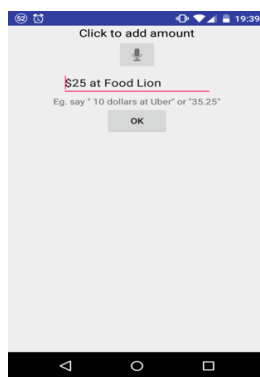 52 19:39
Click to add amount
$25 at Food Lion
Eg. say " 10 dollars at Uber" or "35.25"
OK